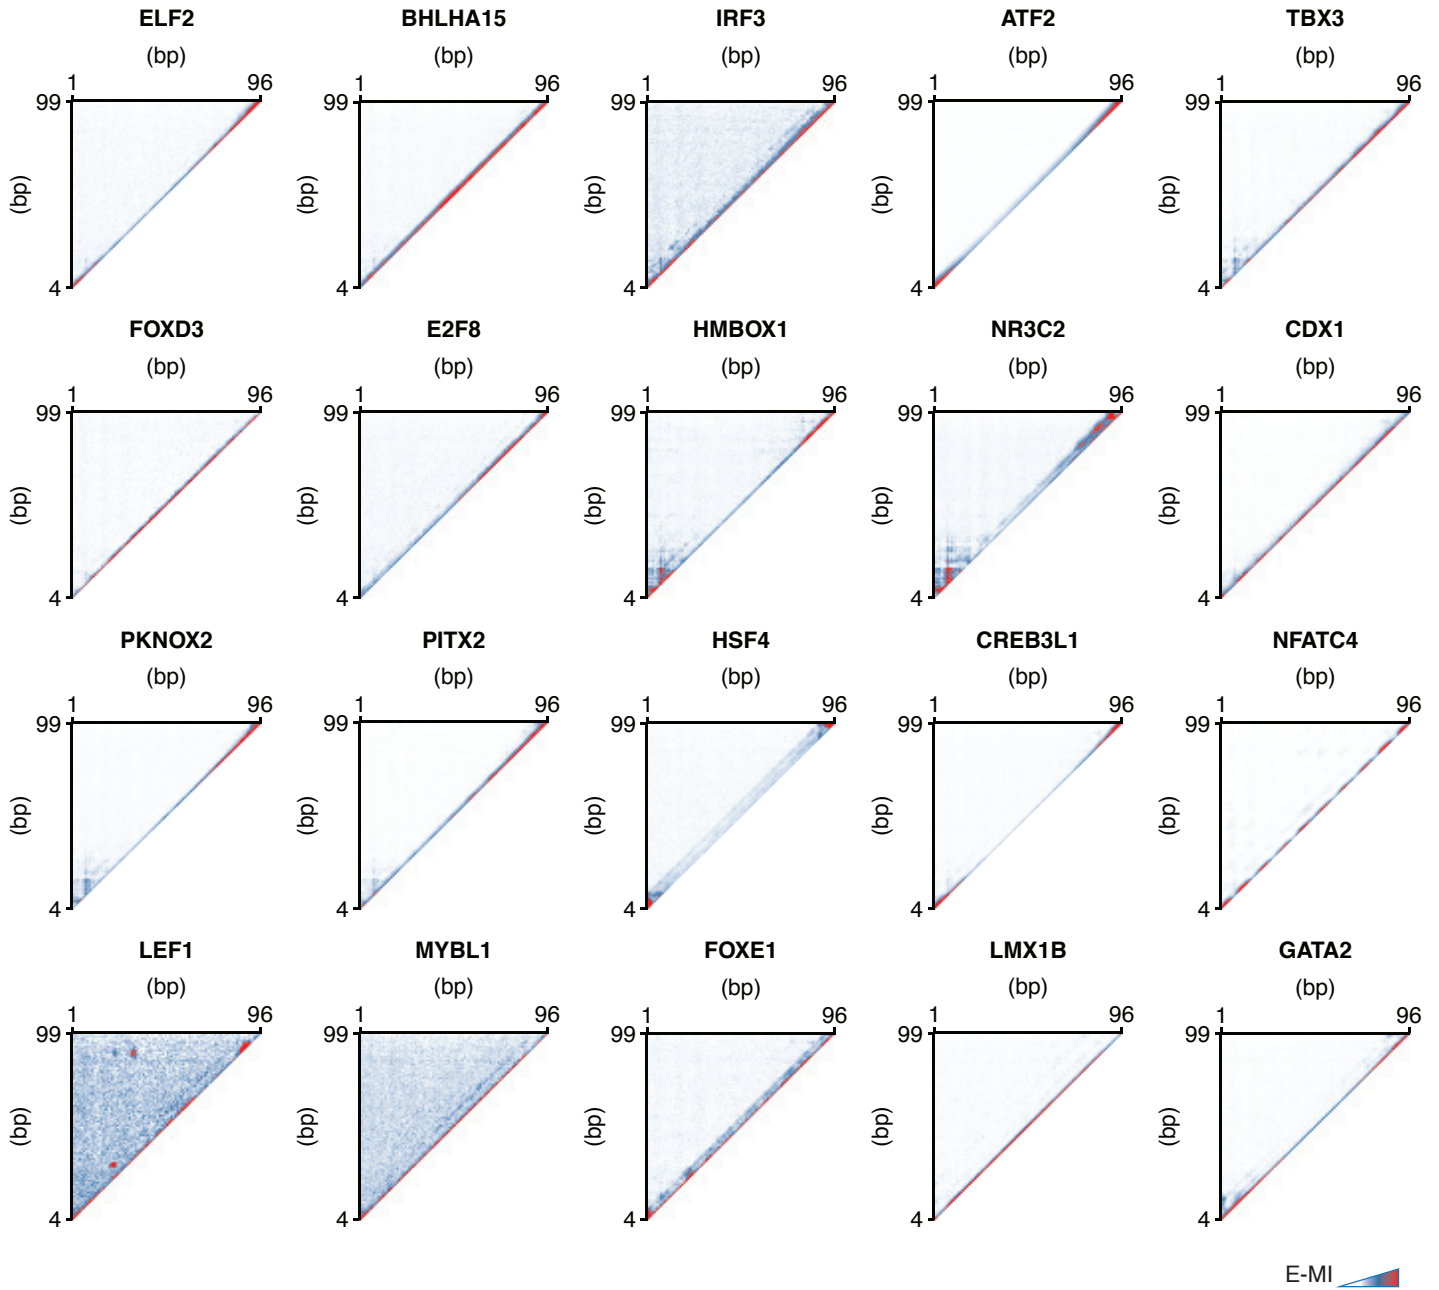 ELF2 BHLHA15 IRF3 ATF2 TBX3
(bp) (bp) (bp) (bp) (bp)
1 96 1 96 1 96 1 96 1 96
99 99 99 99 99
(bp) (bp) (bp) (bp) (bp)
4 4 4 4 4
FOXD3 E2F8 HMBOX1 NR3C2 CDX1
(bp) (bp) (bp) (bp) (bp)
1 96 1 96 1 96 1 96 1 96
99 99 99 99 99
(bp) (bp) (bp) (bp) (bp)
4 4 4 4 4
PKNOX2 PITX2 HSF4 CREB3L1 NFATC4
(bp) (bp) (bp) (bp) (bp)
1 96 1 96 1 96 1 96 1 96
99 99 99 99 99
(bp) (bp) (bp) (bp) (bp)
4 4 4 4 4
LEF1 MYBL1 FOXE1 LMX1B GATA2
(bp) (bp) (bp) (bp) (bp)
1 96 1 96 1 96 1 96 1 96
99 99 99 99 99
(bp) (bp) (bp) (bp) (bp)
4 4 4 4 4
E-MI